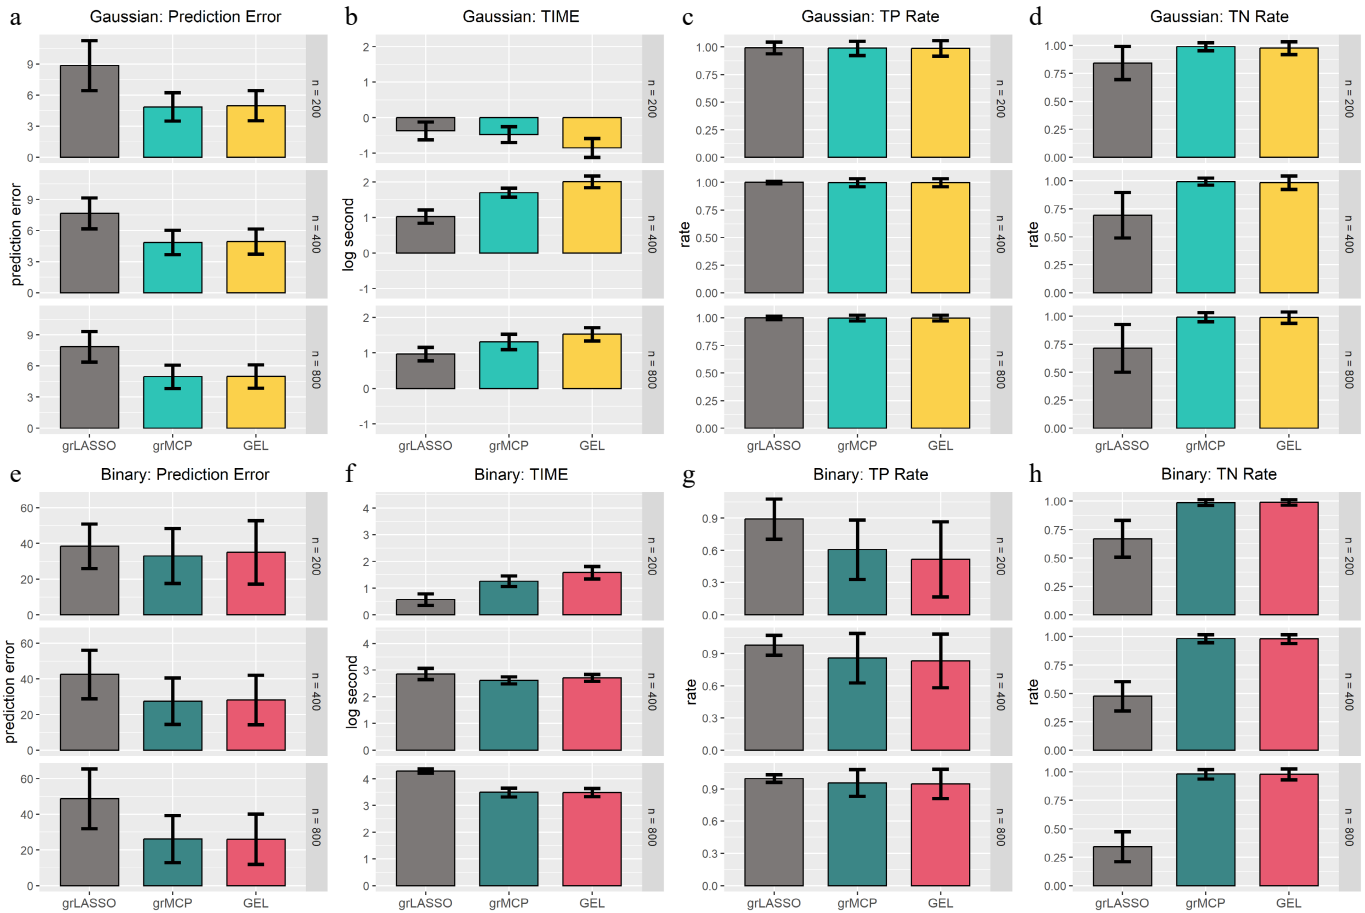 a Gaussian: Prediction Error
prediction error
9
6
3
0
n = 200
9
6
3
0
n = 400
9
6
3
0
n = 800
grLASSO grMCP GEL
b Gaussian: TIME
log second
2
1
0
-1
n = 200
2
1
0
-1
n = 400
2
1
0
-1
n = 800
grLASSO grMCP GEL
c Gaussian: TP Rate
rate
1.00
0.75
0.50
0.25
0.00
n = 200
1.00
0.75
0.50
0.25
0.00
n = 400
1.00
0.75
0.50
0.25
0.00
n = 800
grLASSO grMCP GEL
d Gaussian: TN Rate
rate
1.00
0.75
0.50
0.25
0.00
n = 200
1.00
0.75
0.50
0.25
0.00
n = 400
1.00
0.75
0.50
0.25
0.00
n = 800
grLASSO grMCP GEL
e Binary: Prediction Error
prediction error
60
40
20
0
n = 200
60
40
20
0
n = 400
60
40
20
0
n = 800
grLASSO grMCP GEL
f Binary: TIME
log second
4
3
2
1
0
n = 200
4
3
2
1
0
n = 400
4
3
2
1
0
n = 800
grLASSO grMCP GEL
g Binary: TP Rate
rate
0.9
0.6
0.3
0.0
n = 200
0.9
0.6
0.3
0.0
n = 400
0.9
0.6
0.3
0.0
n = 800
grLASSO grMCP GEL
h Binary: TN Rate
rate
1.00
0.75
0.50
0.25
0.00
n = 200
1.00
0.75
0.50
0.25
0.00
n = 400
1.00
0.75
0.50
0.25
0.00
n = 800
grLASSO grMCP GEL